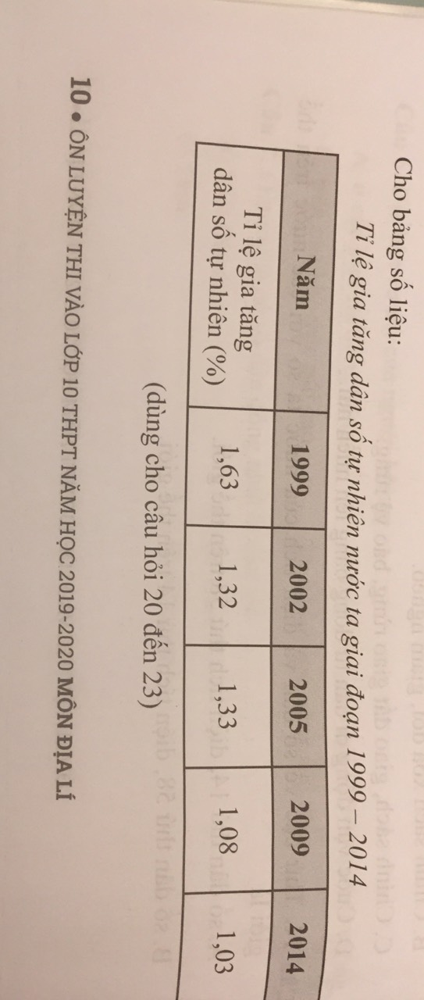 Cho bảng số liệu:
Tỉ lệ gia tăng dân số tự nhiên nước ta giai đoạn 1999 – 2014
Năm 1999 2002 2005 2009 2014
Tỉ lệ gia tăng
dân số tự nhiên (%) 1,63 1,32 1,33 1,08 1,03
(dùng cho câu hỏi 20 đến 23)
10 • ÔN LUYỆN THI VÀO LỚP 10 THPT NĂM HỌC 2019-2020 MÔN ĐỊA LÍ